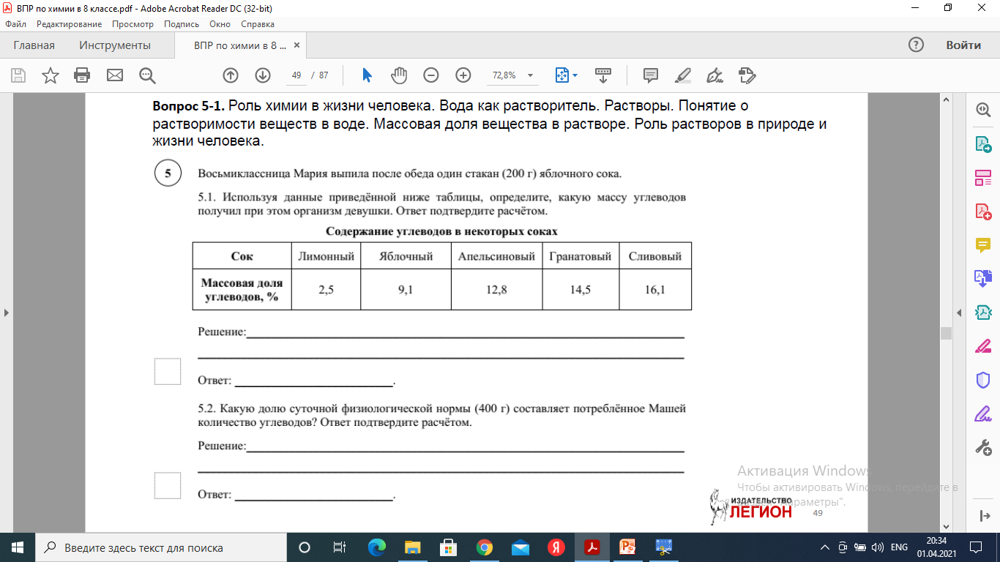 ВПР по химии в 8 классе.pdf - Adobe Acrobat Reader DC (32-bit)
Файл Редактирование Просмотр Подпись Окно Справка
Главная Инструменты ВПР по химии в 8 ... × Войти
49 / 87 72,8%
Вопрос 5-1. Роль химии в жизни человека. Вода как растворитель. Растворы. Понятие о
растворимости веществ в воде. Массовая доля вещества в растворе. Роль растворов в природе и
жизни человека.
5 Восьмиклассница Мария выпила после обеда один стакан (200 г) яблочного сока.
5.1. Используя данные приведённой ниже таблицы, определите, какую массу углеводов
получил при этом организм девушки. Ответ подтвердите расчётом.
Содержание углеводов в некоторых соках
Сок Лимонный Яблочный Апельсиновый Гранатовый Сливовый
Массовая доля
углеводов, % 2,5 9,1 12,8 14,5 16,1
Решение:
Ответ: .
5.2. Какую долю суточной физиологической нормы (400 г) составляет потреблённое Машей
количество углеводов? Ответ подтвердите расчётом.
Решение:
Ответ: .
Активация Windows
Чтобы активировать Windows, перейдите в
параметры".
ИЗДАТЕЛЬСТВО
ЛЕГИОН
49
Введите здесь текст для поиска
ENG
20:34
01.04.2021